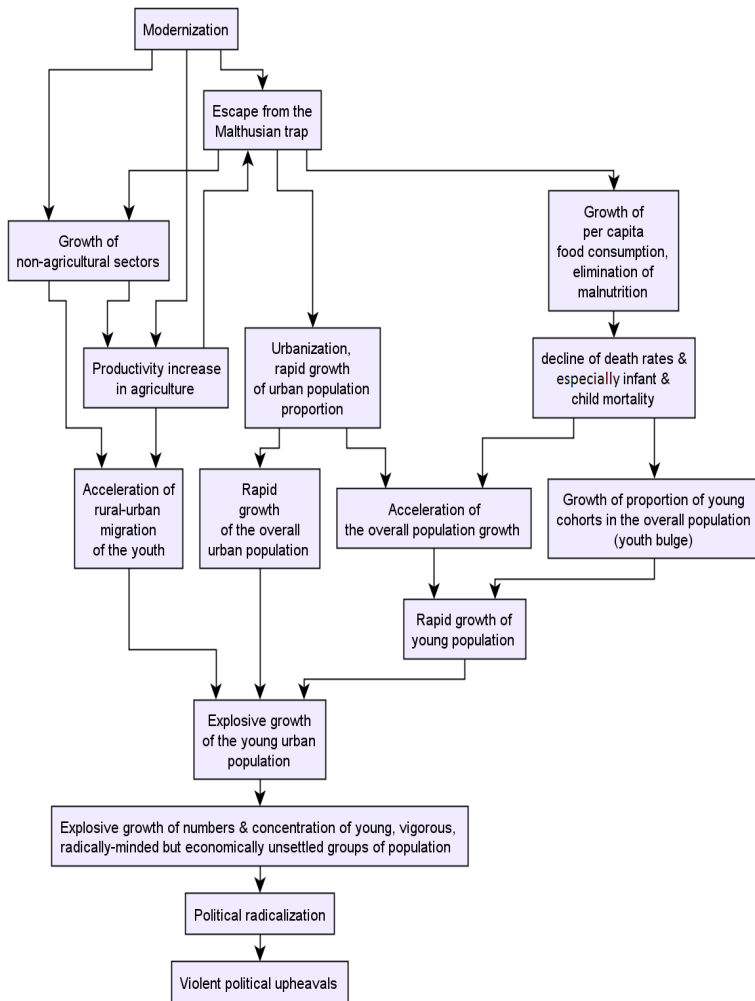 Modernization
Escape from the
Malthusian trap
Growth of
non-agricultural sectors
Growth of
per capita
food consumption,
elimination of
malnutrition
Productivity increase
in agriculture
Urbanization,
rapid growth
of urban population
proportion
decline of death rates &
especially infant &
child mortality
Acceleration of
rural-urban
migration
of the youth
Rapid
growth
of the overall
urban population
Acceleration of
the overall population growth
Growth of proportion of young
cohorts in the overall population
(youth bulge)
Rapid growth of
young population
Explosive growth
of the young urban
population
Explosive growth of numbers & concentration of young, vigorous,
radically-minded but economically unsettled groups of population
Political radicalization
Violent political upheavals